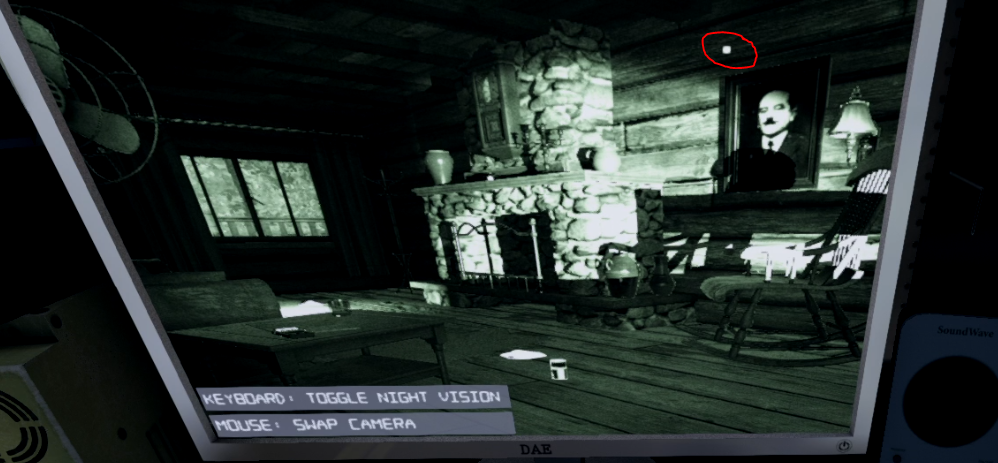 KEYBOARD: TOGGLE NIGHT VISION
MOUSE: SWAP CAMERA
DAE
SoundWave